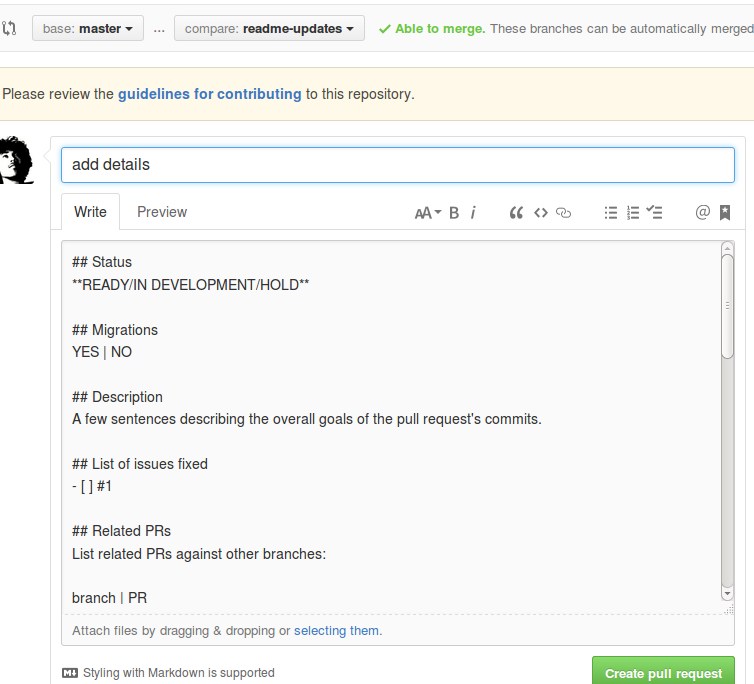 base: master ... compare: readme-updates Able to merge. These branches can be automatically merged
Please review the guidelines for contributing to this repository.
add details
Write Preview AA B i @
## Status
**READY/IN DEVELOPMENT/HOLD**
## Migrations
YES | NO
## Description
A few sentences describing the overall goals of the pull request's commits.
## List of issues fixed
- [ ] #1
## Related PRs
List related PRs against other branches:
branch | PR
Attach files by dragging & dropping or selecting them.
Styling with Markdown is supported
Create pull request